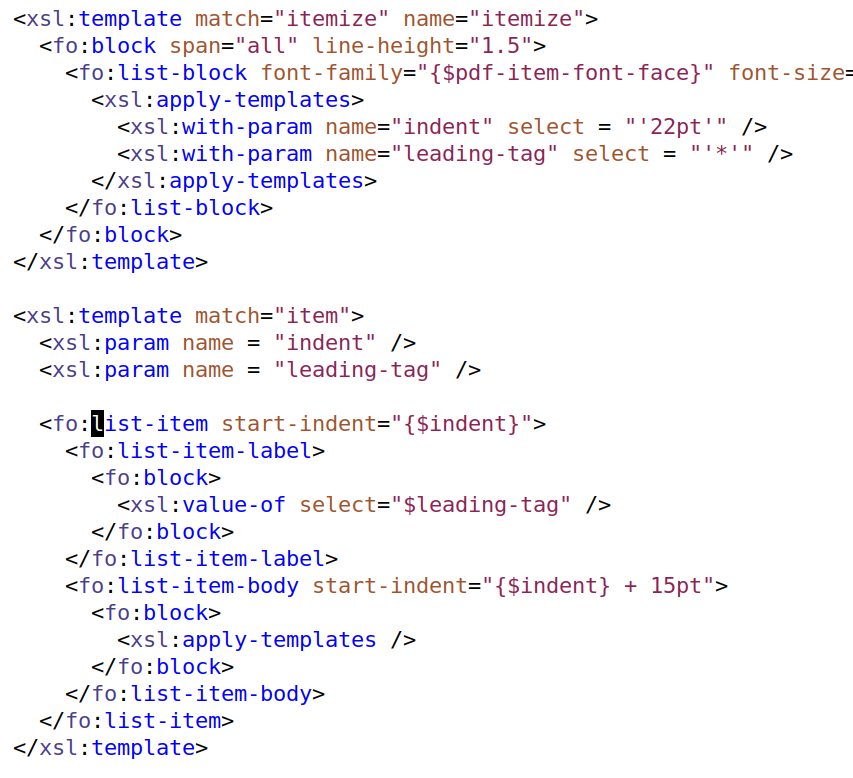 <xsl:template match="itemize" name="itemize">
  <fo:block span="all" line-height="1.5">
    <fo:list-block font-family="{$pdf-item-font-face}" font-size=
      <xsl:apply-templates>
        <xsl:with-param name="indent" select = "'22pt'" />
        <xsl:with-param name="leading-tag" select = "'*'" />
      </xsl:apply-templates>
    </fo:list-block>
  </fo:block>
</xsl:template>

<xsl:template match="item">
  <xsl:param name = "indent" />
  <xsl:param name = "leading-tag" />

  <fo:list-item start-indent="{$indent}">
    <fo:list-item-label>
      <fo:block>
        <xsl:value-of select="$leading-tag" />
      </fo:block>
    </fo:list-item-label>
    <fo:list-item-body start-indent="{$indent} + 15pt">
      <fo:block>
        <xsl:apply-templates />
      </fo:block>
    </fo:list-item-body>
  </fo:list-item>
</xsl:template>